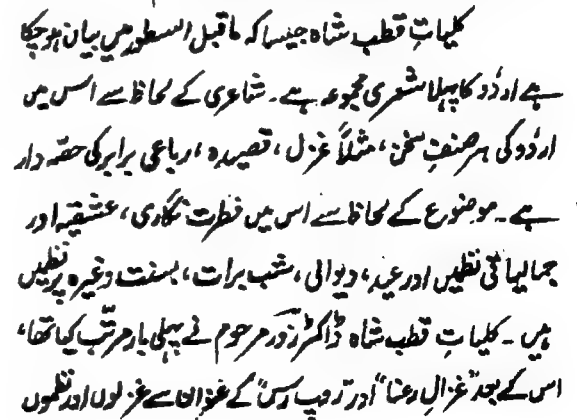 کلیاتِ قطب شاہ جیسا کہ ماقبل السطور میں بیان ہو چکا
ہے اردو کا پہلا شعری مجموعہ ہے۔ شاعری کے لحاظ سے اس میں
اردو کی ہر صنفِ سخن، مثلاً غزل، قصیدہ، رباعی برابر کی حصّہ دار
ہے۔ موضوع کے لحاظ سے اس میں فطرت نگاری، عشقیہ اور
جمالیاتی نظمیں اور عید، دیوالی، شب برات، بسنت وغیرہ پر نظمیں
ہیں۔ کلیاتِ قطب شاہ ڈاکٹر زور مرحوم نے پہلی بار مرتّب کیا تھا،
اس کے بعد "غزال رعنا" اور "روپ رس" کے عنوان سے غزلوں اور نظموں